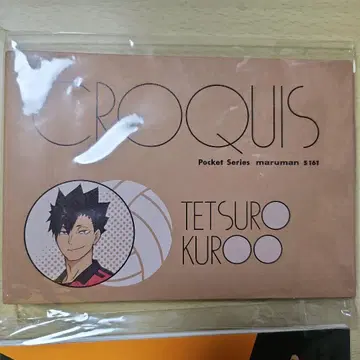 CROQUIS
Pocket Series maruman S161
TETSURO
KUROO